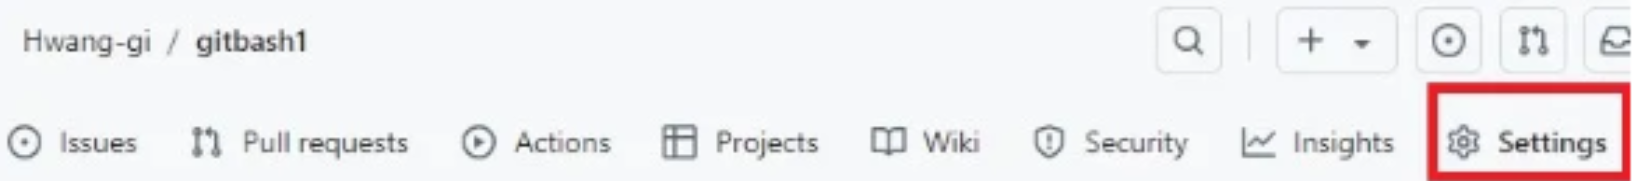 Hwang-gi / gitbash1
Issues Pull requests Actions Projects Wiki Security Insights Settings